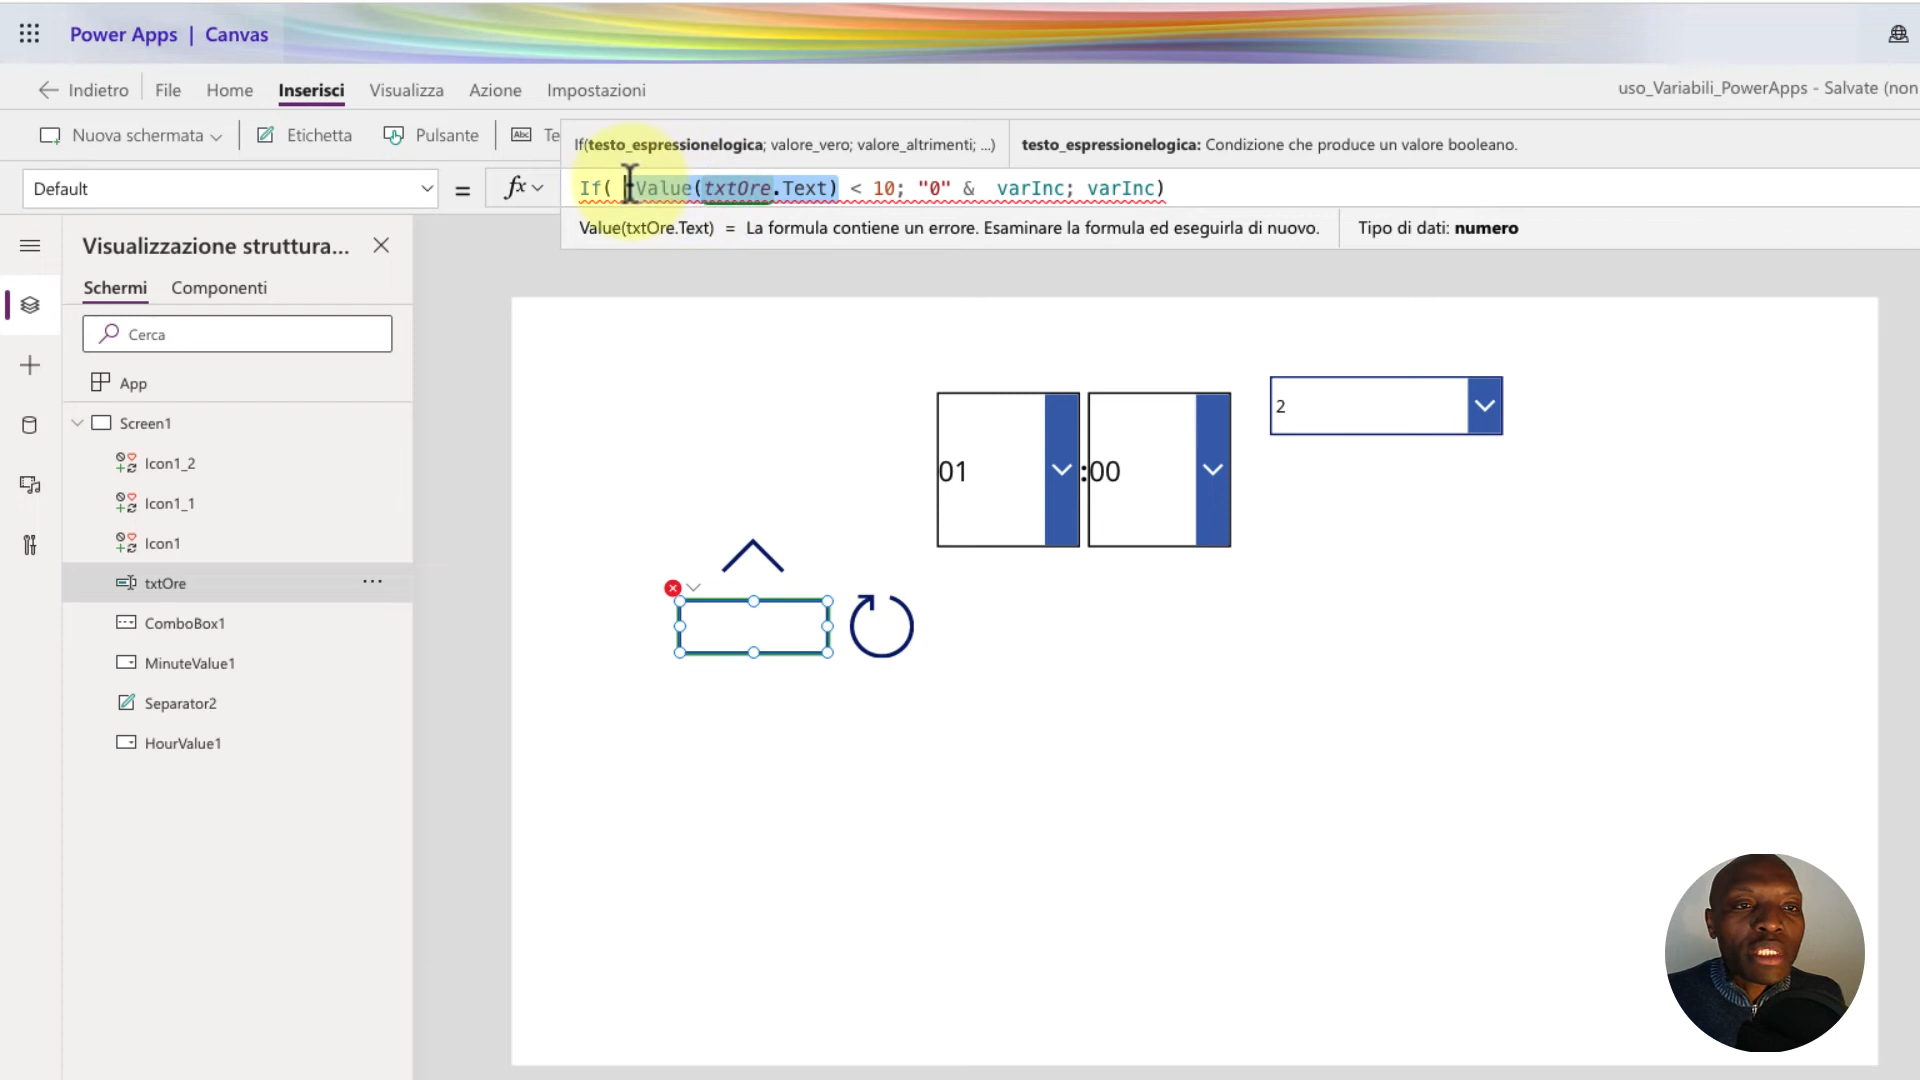 Power Apps | Canvas
Indietro File Home Inserisci Visualizza Azione Impostazioni
uso_Variabili_PowerApps - Salvate (non
Nuova schermata Etichetta Pulsante Abc Te
If(testo_espressionelogica; valore_vero; valore_altrimenti; ...) testo_espressionelogica: Condizione che produce un valore booleano.
Default = fx If( Value(txtOre.Text) < 10; "0" & varInc; varInc)
Value(txtOre.Text) = La formula contiene un errore. Esaminare la formula ed eseguirla di nuovo. Tipo di dati: numero
Visualizzazione struttura...
Schermi Componenti
Cerca
App
Screen1
Icon1_2
Icon1_1
Icon1
txtOre ...
ComboBox1
MinuteValue1
Separator2
HourValue1
2
01 : 00